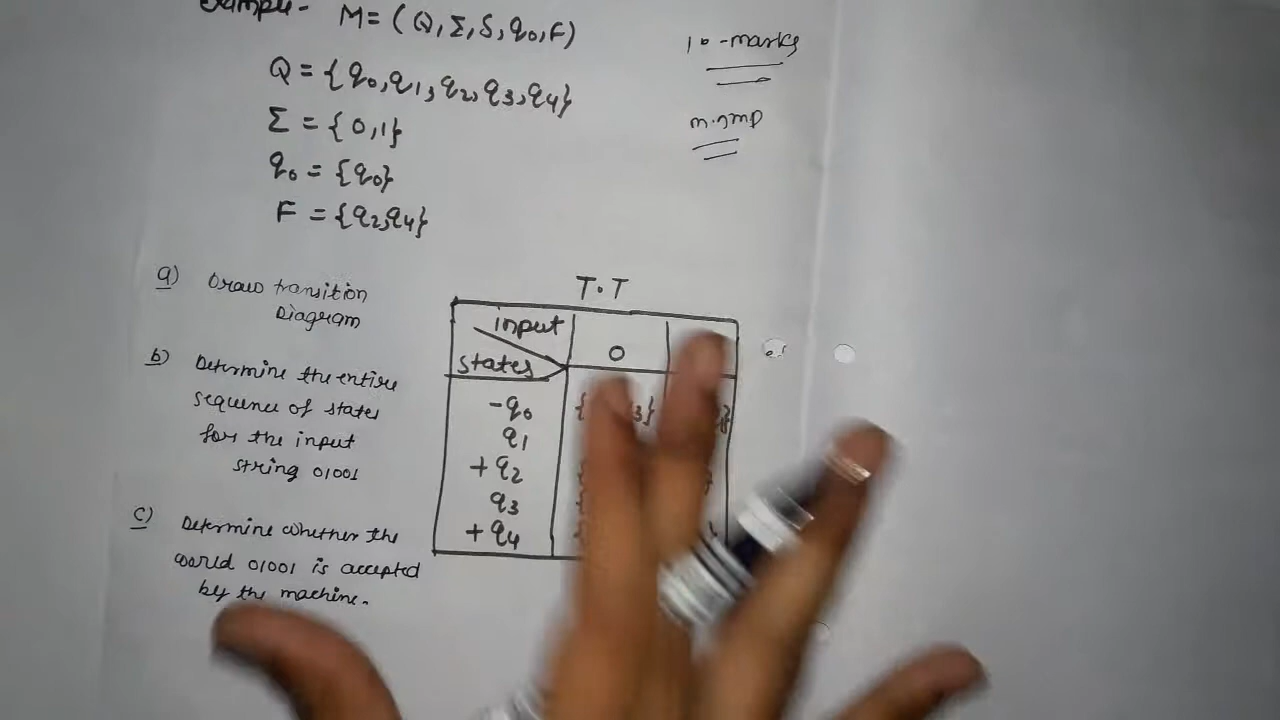 Example:- M = (Q, Σ, δ, q0, F)
10-marks
Q = {q0, q1, q2, q3, q4}
Σ = {0,1}
m.imp
q0 = {q0}
F = {q2, q4}
a) Draw transition
Diagram
b) Determine the entire
sequence of states
for the input
string 01001
c) Determine whether the
world 01001 is accepted
by the machine.
T.T
input
states
0
-q0
q1
+q2
q3
+q4